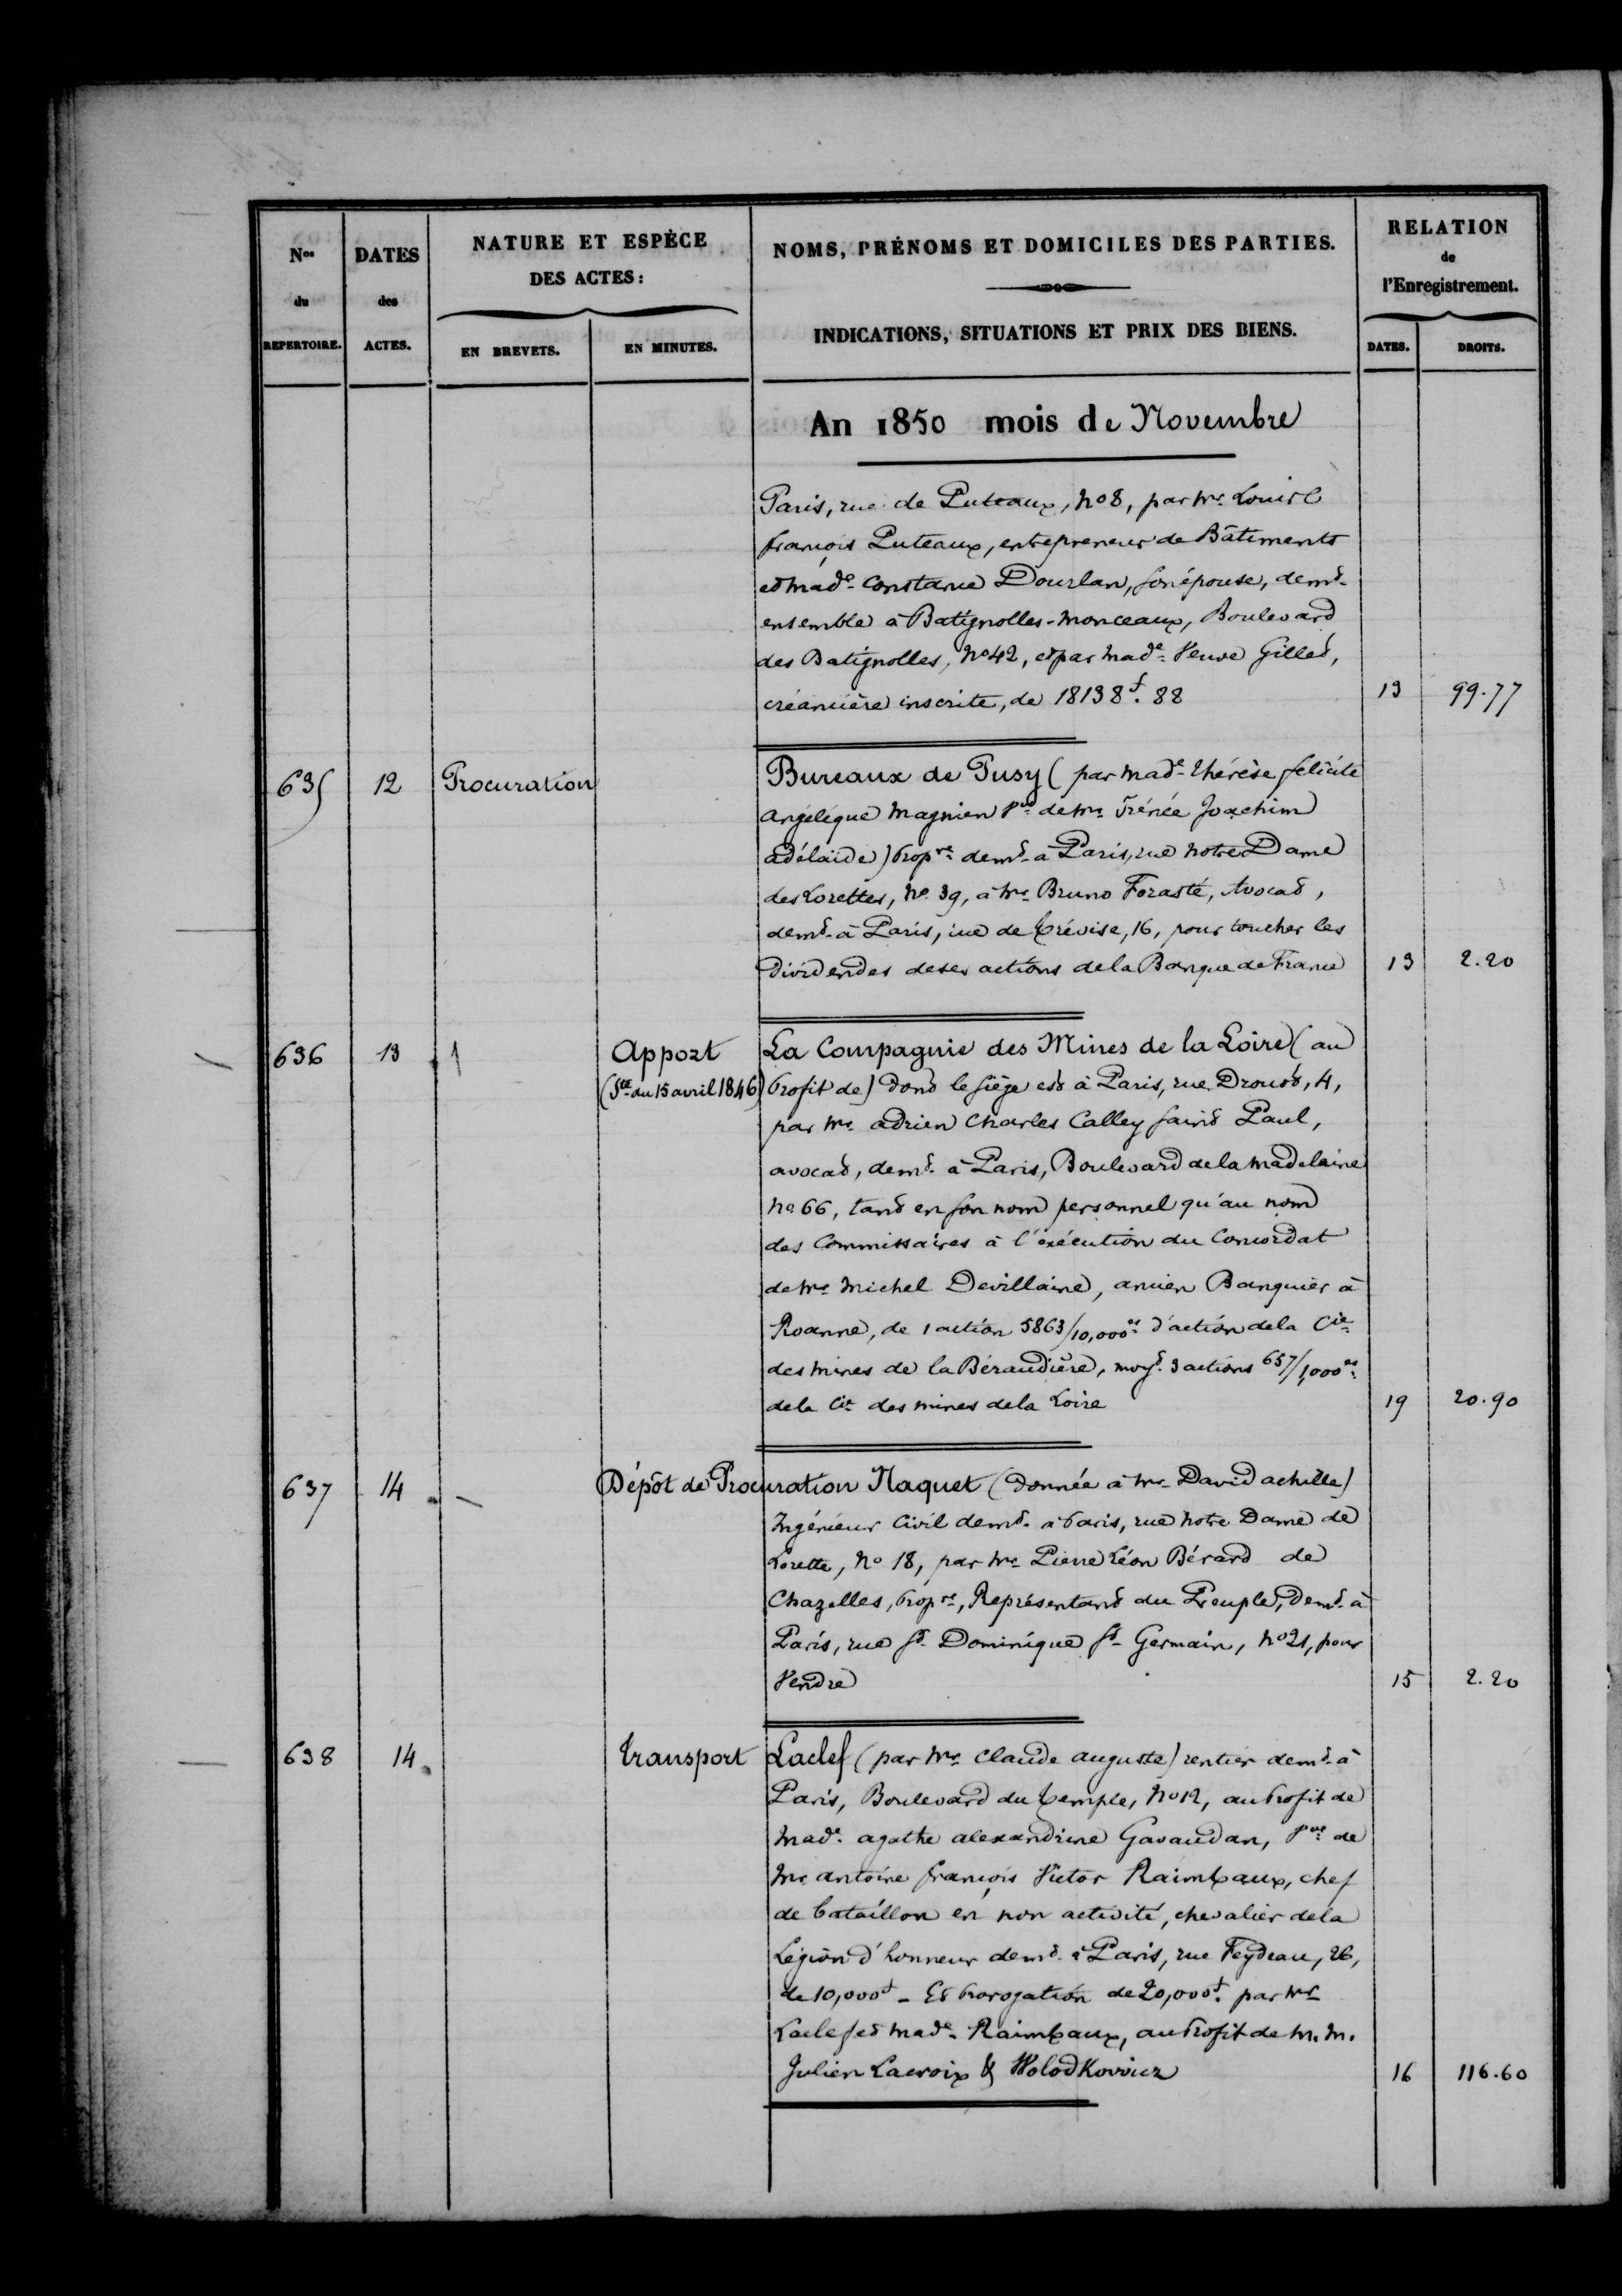 Nos du REPERTOIRE.
DATES des ACTES.
NATURE ET ESPÈCE DES ACTES:
EN BREVETS.
EN MINUTES.
NOMS, PRÉNOMS ET DOMICILES DES PARTIES.
INDICATIONS, SITUATIONS ET PRIX DES BIENS.
RELATION de l'Enregistrement.
DATES.
DROITS.
An 1850 mois de Novembre
Paris, rue de Puteaux, no 8, par Mr. Louis
françois Puteaux, entrepreneur de Bâtiments
et made. Constance Dourlan, son épouse, demt.
ensemble à Batignolles-Monceaux, Boulevard
des Batignolles, No 42, et par made. Veuve Gilles,
créancière inscrite, de 18138f. 88 13 99.77
635 12 Procuration Bureaux de Pusy (par made. thérèse félicité
angélique Magnien Vve de Mr. Irénée Joachim
adélaïde) propre. demt. à Paris, rue Notre Dame
des Lorettes, No. 39, à Mr. Bruno Forasté, Avocat,
demt. à Paris, rue de trévise, 16, pour toucher les
Dividendes de ses actions de la Banque de France 13 2.20
636 13 Apport La Compagnie des Mines de la Loire (au
(Sté. du 15 avril 1846) profit de) dont le siège est à Paris, rue Drouot, 4,
par Mr. adrien Charles Calley saint Paul,
avocat, demt. à Paris, Boulevard de la Madelaine
No. 66, tant en son nom personnel qu'au nom
des Commissaires à l'exécution du Concordat
de Mr. Michel Devillaine, ancien Banquier à
Roanne, de 1 action 5863/10,000es. d'action de la Cie.
des mines de la Béraudière, moyt. 3 actions 657/1,000es.
de la Cie. des mines de la Loire 19 20.90
637 14 Dépôt de Procuration Naquet (donnée à Mr. David achille)
Ingénieur Civil demt. à Paris, rue Notre Dame de
Lorette, No 18, par Mr. Pierre Léon Bérard de
Chazelles, propre., Représentant du Peuple, demt. à
Paris, rue St. Dominique St. Germain, No 21, pour
Vendre 15 2.20
638 14 transport Laclef (par Mr. Claude auguste) rentier demt. à
Paris, Boulevard du temple, No 12, au profit de
Made. agathe alexandrine Gavaudan, Vve. de
Mr. antoine françois Victor Raimbaux, chef
de bataillon en non activité, chevalier de la
Légion d'honneur demt. à Paris, rue Feydeau, 26,
de 10,000f - Et Prorogation de 20,000f. par Mr
Laclef et Made. Raimbaux, au profit de M. M.
Julien Lacroix & Holodkowicz 16 116.60